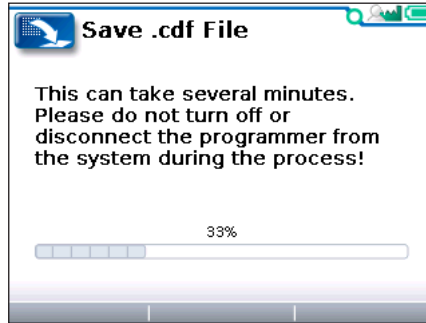 Save .cdf File
This can take several minutes.
Please do not turn off or
disconnect the programmer from
the system during the process!
33%